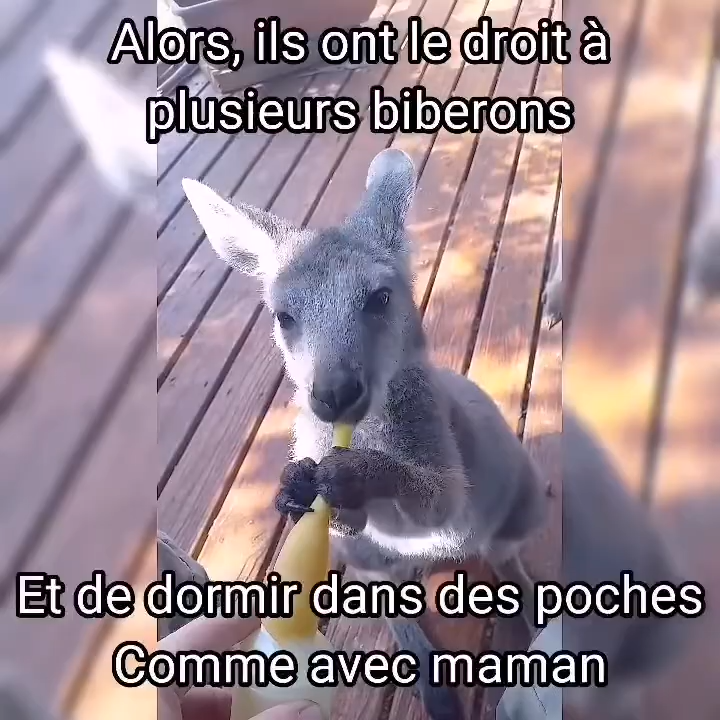 Alors, ils ont le droit à
plusieurs biberons
Et de dormir dans des poches
Comme avec maman